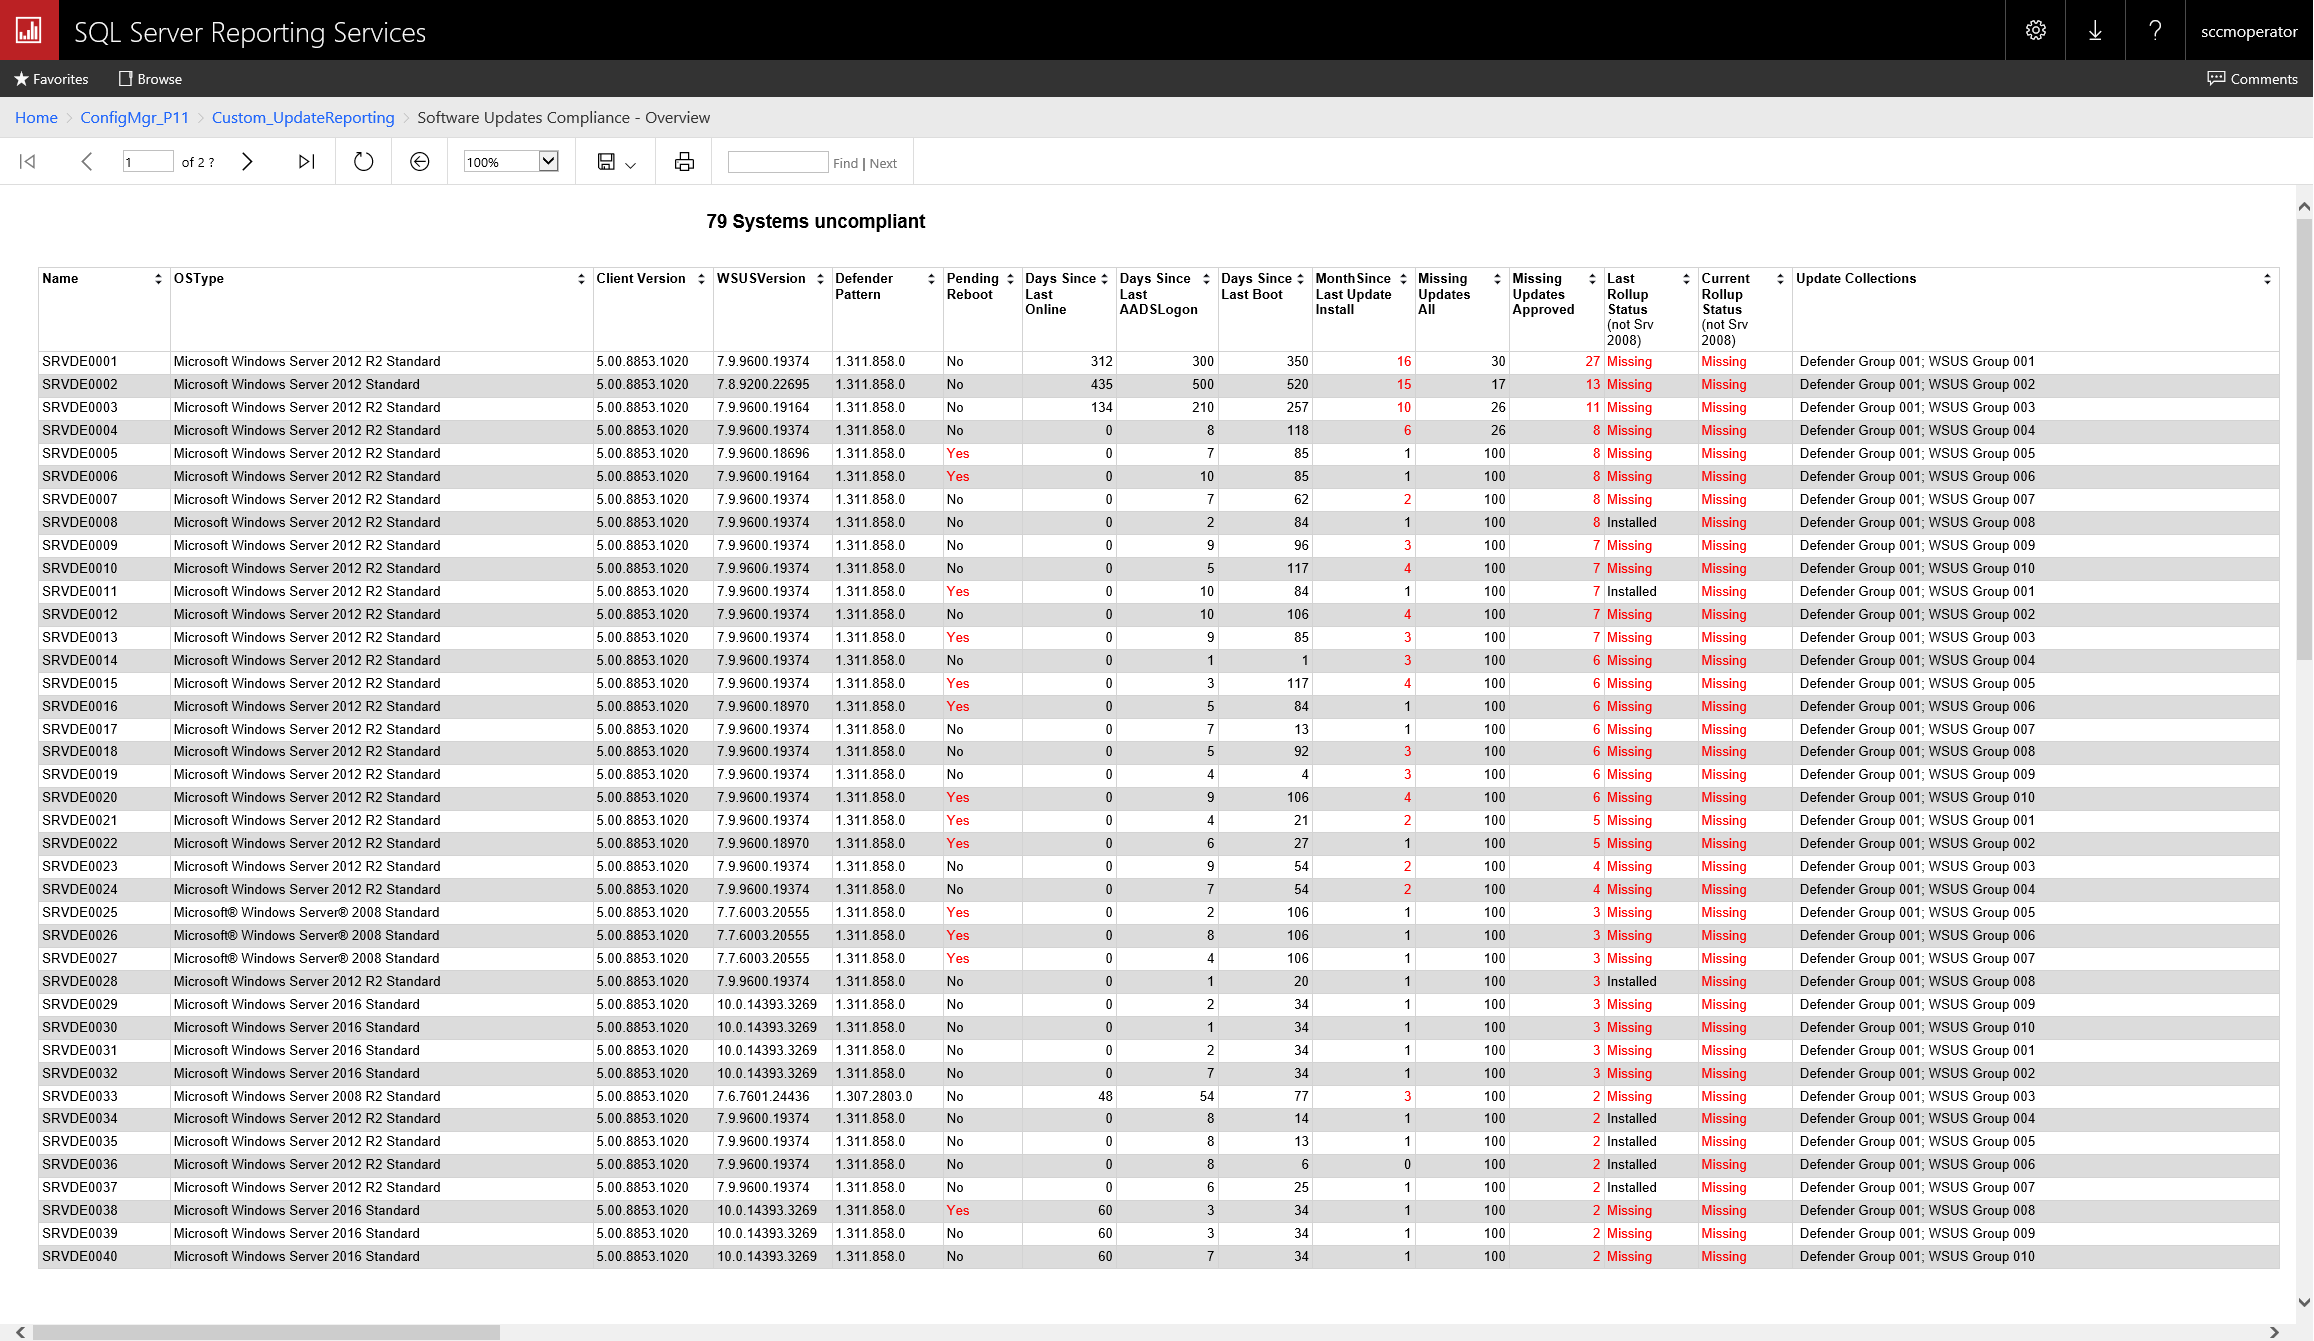 SQL Server Reporting Services
sccmoperator
Favorites Browse Comments
Home > ConfigMgr_P11 > Custom_UpdateReporting > Software Updates Compliance - Overview
1 of 2 ? 100% Find | Next
79 Systems uncompliant
Name OSType Client Version WSUSVersion Defender Pattern Pending Reboot Days Since Last Online Days Since Last AADSLogon Days Since Last Boot MonthSince Last Update Install Missing Updates All Missing Updates Approved Last Rollup Status (not Srv 2008) Current Rollup Status (not Srv 2008) Update Collections
SRVDE0001 Microsoft Windows Server 2012 R2 Standard 5.00.8853.1020 7.9.9600.19374 1.311.858.0 No 312 300 350 16 30 27 Missing Missing Defender Group 001; WSUS Group 001
SRVDE0002 Microsoft Windows Server 2012 Standard 5.00.8853.1020 7.8.9200.22695 1.311.858.0 No 435 500 520 15 17 13 Missing Missing Defender Group 001; WSUS Group 002
SRVDE0003 Microsoft Windows Server 2012 R2 Standard 5.00.8853.1020 7.9.9600.19164 1.311.858.0 No 134 210 257 10 26 11 Missing Missing Defender Group 001; WSUS Group 003
SRVDE0004 Microsoft Windows Server 2012 R2 Standard 5.00.8853.1020 7.9.9600.19374 1.311.858.0 No 0 8 118 6 26 8 Missing Missing Defender Group 001; WSUS Group 004
SRVDE0005 Microsoft Windows Server 2012 R2 Standard 5.00.8853.1020 7.9.9600.18696 1.311.858.0 Yes 0 7 85 1 100 8 Missing Missing Defender Group 001; WSUS Group 005
SRVDE0006 Microsoft Windows Server 2012 R2 Standard 5.00.8853.1020 7.9.9600.19164 1.311.858.0 Yes 0 10 85 1 100 8 Missing Missing Defender Group 001; WSUS Group 006
SRVDE0007 Microsoft Windows Server 2012 R2 Standard 5.00.8853.1020 7.9.9600.19374 1.311.858.0 No 0 7 62 2 100 8 Missing Missing Defender Group 001; WSUS Group 007
SRVDE0008 Microsoft Windows Server 2012 R2 Standard 5.00.8853.1020 7.9.9600.19374 1.311.858.0 No 0 2 84 1 100 8 Installed Missing Defender Group 001; WSUS Group 008
SRVDE0009 Microsoft Windows Server 2012 R2 Standard 5.00.8853.1020 7.9.9600.19374 1.311.858.0 No 0 9 96 3 100 7 Missing Missing Defender Group 001; WSUS Group 009
SRVDE0010 Microsoft Windows Server 2012 R2 Standard 5.00.8853.1020 7.9.9600.19374 1.311.858.0 No 0 5 117 4 100 7 Missing Missing Defender Group 001; WSUS Group 010
SRVDE0011 Microsoft Windows Server 2012 R2 Standard 5.00.8853.1020 7.9.9600.19374 1.311.858.0 Yes 0 10 84 1 100 7 Installed Missing Defender Group 001; WSUS Group 001
SRVDE0012 Microsoft Windows Server 2012 R2 Standard 5.00.8853.1020 7.9.9600.19374 1.311.858.0 No 0 10 106 4 100 7 Missing Missing Defender Group 001; WSUS Group 002
SRVDE0013 Microsoft Windows Server 2012 R2 Standard 5.00.8853.1020 7.9.9600.19374 1.311.858.0 Yes 0 9 85 3 100 7 Missing Missing Defender Group 001; WSUS Group 003
SRVDE0014 Microsoft Windows Server 2012 R2 Standard 5.00.8853.1020 7.9.9600.19374 1.311.858.0 No 0 1 1 3 100 6 Missing Missing Defender Group 001; WSUS Group 004
SRVDE0015 Microsoft Windows Server 2012 R2 Standard 5.00.8853.1020 7.9.9600.19374 1.311.858.0 Yes 0 3 117 4 100 6 Missing Missing Defender Group 001; WSUS Group 005
SRVDE0016 Microsoft Windows Server 2012 R2 Standard 5.00.8853.1020 7.9.9600.18970 1.311.858.0 Yes 0 5 84 1 100 6 Missing Missing Defender Group 001; WSUS Group 006
SRVDE0017 Microsoft Windows Server 2012 R2 Standard 5.00.8853.1020 7.9.9600.19374 1.311.858.0 No 0 7 13 1 100 6 Missing Missing Defender Group 001; WSUS Group 007
SRVDE0018 Microsoft Windows Server 2012 R2 Standard 5.00.8853.1020 7.9.9600.19374 1.311.858.0 No 0 5 92 3 100 6 Missing Missing Defender Group 001; WSUS Group 008
SRVDE0019 Microsoft Windows Server 2012 R2 Standard 5.00.8853.1020 7.9.9600.19374 1.311.858.0 No 0 4 4 3 100 6 Missing Missing Defender Group 001; WSUS Group 009
SRVDE0020 Microsoft Windows Server 2012 R2 Standard 5.00.8853.1020 7.9.9600.19374 1.311.858.0 Yes 0 9 106 4 100 6 Missing Missing Defender Group 001; WSUS Group 010
SRVDE0021 Microsoft Windows Server 2012 R2 Standard 5.00.8853.1020 7.9.9600.19374 1.311.858.0 Yes 0 4 21 2 100 5 Missing Missing Defender Group 001; WSUS Group 001
SRVDE0022 Microsoft Windows Server 2012 R2 Standard 5.00.8853.1020 7.9.9600.18970 1.311.858.0 Yes 0 6 27 1 100 5 Missing Missing Defender Group 001; WSUS Group 002
SRVDE0023 Microsoft Windows Server 2012 R2 Standard 5.00.8853.1020 7.9.9600.19374 1.311.858.0 No 0 9 54 2 100 4 Missing Missing Defender Group 001; WSUS Group 003
SRVDE0024 Microsoft Windows Server 2012 R2 Standard 5.00.8853.1020 7.9.9600.19374 1.311.858.0 No 0 7 54 2 100 4 Missing Missing Defender Group 001; WSUS Group 004
SRVDE0025 Microsoft® Windows Server® 2008 Standard 5.00.8853.1020 7.7.6003.20555 1.311.858.0 Yes 0 2 106 1 100 3 Missing Missing Defender Group 001; WSUS Group 005
SRVDE0026 Microsoft® Windows Server® 2008 Standard 5.00.8853.1020 7.7.6003.20555 1.311.858.0 Yes 0 8 106 1 100 3 Missing Missing Defender Group 001; WSUS Group 006
SRVDE0027 Microsoft® Windows Server® 2008 Standard 5.00.8853.1020 7.7.6003.20555 1.311.858.0 Yes 0 4 106 1 100 3 Missing Missing Defender Group 001; WSUS Group 007
SRVDE0028 Microsoft Windows Server 2012 R2 Standard 5.00.8853.1020 7.9.9600.19374 1.311.858.0 No 0 1 20 1 100 3 Installed Missing Defender Group 001; WSUS Group 008
SRVDE0029 Microsoft Windows Server 2016 Standard 5.00.8853.1020 10.0.14393.3269 1.311.858.0 No 0 2 34 1 100 3 Missing Missing Defender Group 001; WSUS Group 009
SRVDE0030 Microsoft Windows Server 2016 Standard 5.00.8853.1020 10.0.14393.3269 1.311.858.0 No 0 1 34 1 100 3 Missing Missing Defender Group 001; WSUS Group 010
SRVDE0031 Microsoft Windows Server 2016 Standard 5.00.8853.1020 10.0.14393.3269 1.311.858.0 No 0 2 34 1 100 3 Missing Missing Defender Group 001; WSUS Group 001
SRVDE0032 Microsoft Windows Server 2016 Standard 5.00.8853.1020 10.0.14393.3269 1.311.858.0 No 0 7 34 1 100 3 Missing Missing Defender Group 001; WSUS Group 002
SRVDE0033 Microsoft Windows Server 2008 R2 Standard 5.00.8853.1020 7.6.7601.24436 1.307.2803.0 No 48 54 77 3 100 2 Missing Missing Defender Group 001; WSUS Group 003
SRVDE0034 Microsoft Windows Server 2012 R2 Standard 5.00.8853.1020 7.9.9600.19374 1.311.858.0 No 0 8 14 1 100 2 Installed Missing Defender Group 001; WSUS Group 004
SRVDE0035 Microsoft Windows Server 2012 R2 Standard 5.00.8853.1020 7.9.9600.19374 1.311.858.0 No 0 8 13 1 100 2 Installed Missing Defender Group 001; WSUS Group 005
SRVDE0036 Microsoft Windows Server 2012 R2 Standard 5.00.8853.1020 7.9.9600.19374 1.311.858.0 No 0 8 6 0 100 2 Installed Missing Defender Group 001; WSUS Group 006
SRVDE0037 Microsoft Windows Server 2012 R2 Standard 5.00.8853.1020 7.9.9600.19374 1.311.858.0 No 0 6 25 1 100 2 Installed Missing Defender Group 001; WSUS Group 007
SRVDE0038 Microsoft Windows Server 2016 Standard 5.00.8853.1020 10.0.14393.3269 1.311.858.0 Yes 60 3 34 1 100 2 Missing Missing Defender Group 001; WSUS Group 008
SRVDE0039 Microsoft Windows Server 2016 Standard 5.00.8853.1020 10.0.14393.3269 1.311.858.0 No 60 3 34 1 100 2 Missing Missing Defender Group 001; WSUS Group 009
SRVDE0040 Microsoft Windows Server 2016 Standard 5.00.8853.1020 10.0.14393.3269 1.311.858.0 No 60 7 34 1 100 2 Missing Missing Defender Group 001; WSUS Group 010